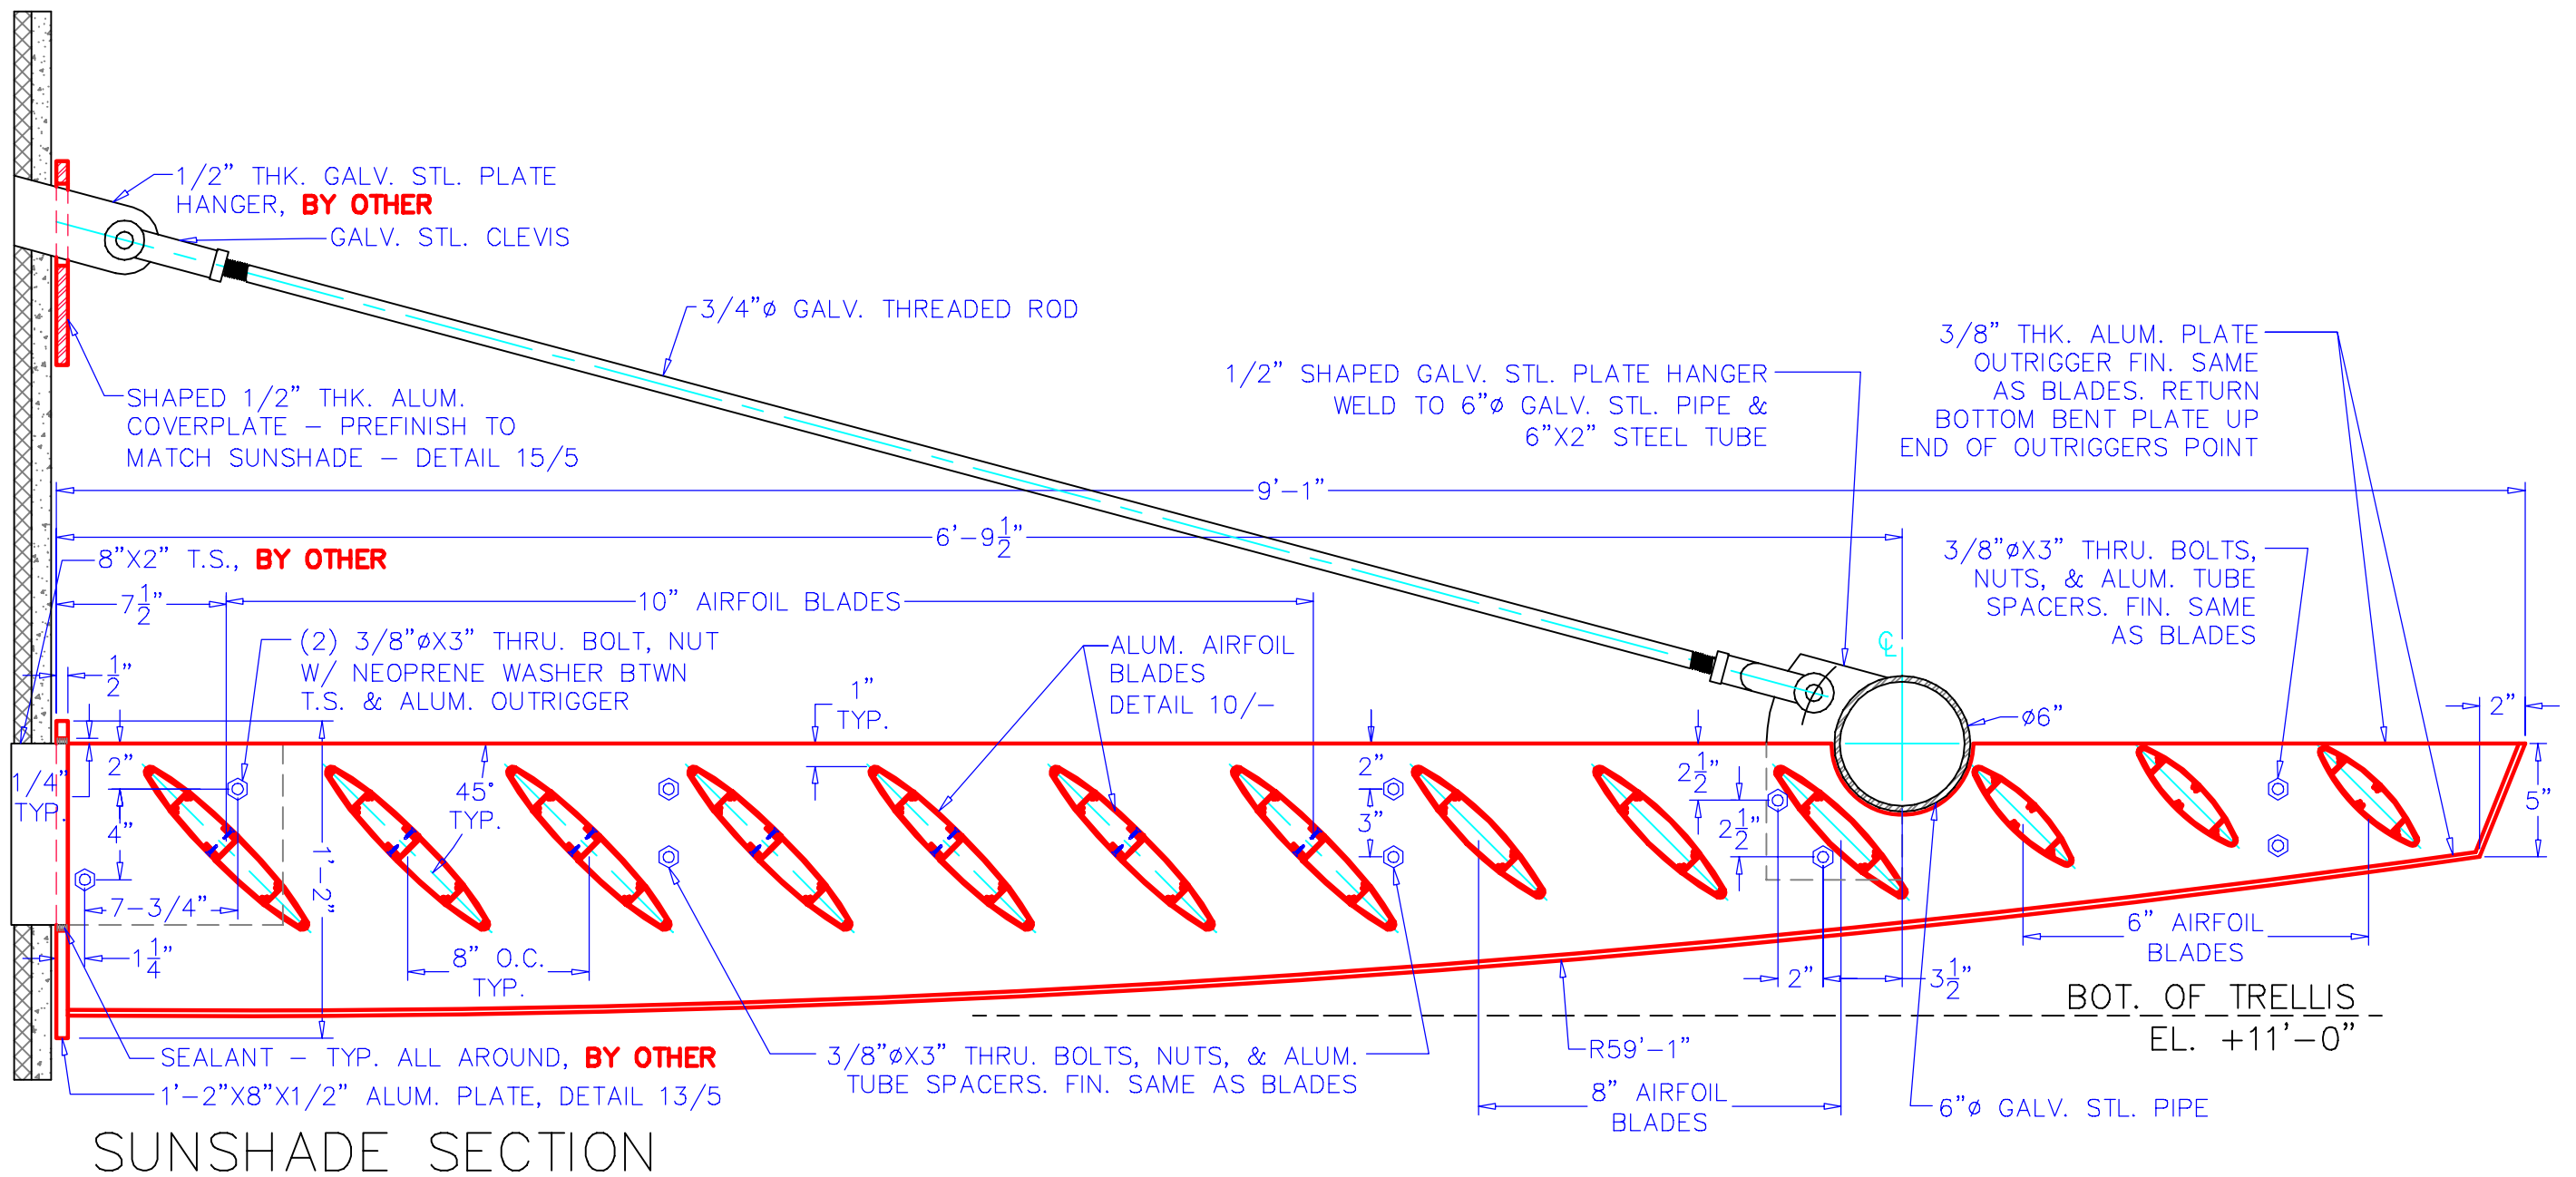 1/2” THK. GALV. STL. PLATE
HANGER, BY OTHER
GALV. STL. CLEVIS
3/4”ø GALV. THREADED ROD
SHAPED 1/2” THK. ALUM.
COVERPLATE – PREFINISH TO
MATCH SUNSHADE – DETAIL 15/5
1/2” SHAPED GALV. STL. PLATE HANGER
WELD TO 6”ø GALV. STL. PIPE &
6”X2” STEEL TUBE
3/8” THK. ALUM. PLATE
OUTRIGGER FIN. SAME
AS BLADES. RETURN
BOTTOM BENT PLATE UP
END OF OUTRIGGERS POINT
9’–1”
6’–9 1/2”
8”X2” T.S., BY OTHER
7 1/2”
10” AIRFOIL BLADES
3/8”øX3” THRU. BOLTS,
NUTS, & ALUM. TUBE
SPACERS. FIN. SAME
AS BLADES
(2) 3/8”øX3” THRU. BOLT, NUT
W/ NEOPRENE WASHER BTWN
T.S. & ALUM. OUTRIGGER
1/2”
1”
TYP.
ALUM. AIRFOIL
BLADES
DETAIL 10/–
℄
ø6”
2”
1/4”
TYP.
2”
4”
45°
TYP.
2”
3”
2 1/2”
2 1/2”
5”
1’–2”
7–3/4”
1 1/4”
8” O.C.
TYP.
2”
3 1/2”
6” AIRFOIL
BLADES
BOT. OF TRELLIS
EL. +11’–0”
SEALANT – TYP. ALL AROUND, BY OTHER
1’–2”X8”X1/2” ALUM. PLATE, DETAIL 13/5
3/8”øX3” THRU. BOLTS, NUTS, & ALUM.
TUBE SPACERS. FIN. SAME AS BLADES
R59’–1”
8” AIRFOIL
BLADES
6”ø GALV. STL. PIPE
SUNSHADE SECTION